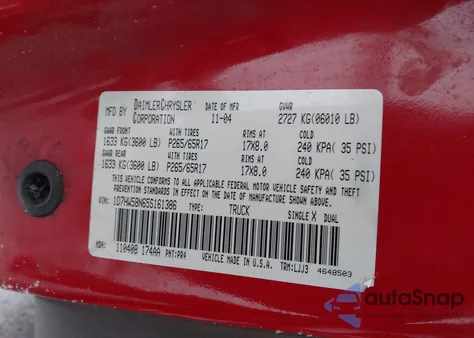 MFD BY DAIMLERCHRYSLER CORPORATION DATE OF MFR 11-04 GVWR 2727 KG(06010 LB)
GAWR FRONT WITH TIRES RIMS AT COLD
1633 KG(3600 LB) P265/65R17 17X8.0 240 KPA( 35 PSI)
GAWR REAR WITH TIRES RIMS AT COLD
1633 KG(3600 LB) P265/65R17 17X8.0 240 KPA( 35 PSI)
THIS VEHICLE CONFORMS TO ALL APPLICABLE FEDERAL MOTOR VEHICLE SAFETY
STANDARDS IN EFFECT ON THE DATE OF MANUFACTURE SHOWN ABOVE.
VIN: 1D7HW58N65S161386 TYPE: TRUCK SINGLE X DUAL
MDH: 110408 174AA PNT:PR4 VEHICLE MADE IN U.S.A. TRM:LJJ3 4648503
autoSnap